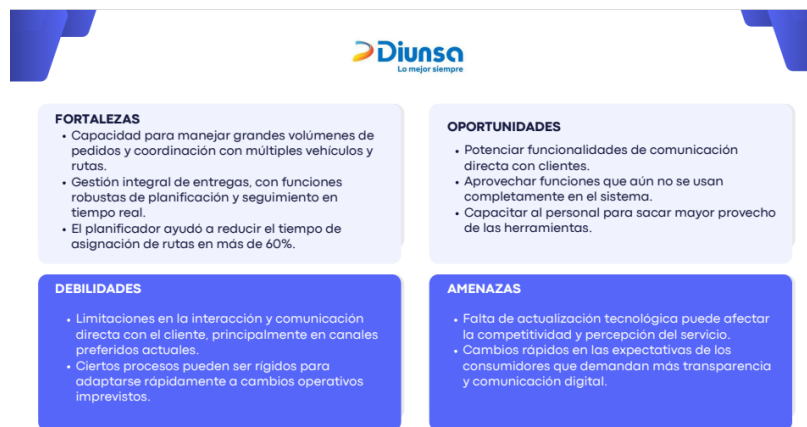 Diunsa
Lo mejor siempre
FORTALEZAS
• Capacidad para manejar grandes volúmenes de
pedidos y coordinación con múltiples vehículos y
rutas.
• Gestión integral de entregas, con funciones
robustas de planificación y seguimiento en
tiempo real.
• El planificador ayudó a reducir el tiempo de
asignación de rutas en más de 60%.
OPORTUNIDADES
• Potenciar funcionalidades de comunicación
directa con clientes.
• Aprovechar funciones que aún no se usan
completamente en el sistema.
• Capacitar al personal para sacar mayor provecho
de las herramientas.
DEBILIDADES
• Limitaciones en la interacción y comunicación
directa con el cliente, principalmente en canales
preferidos actuales.
• Ciertos procesos pueden ser rígidos para
adaptarse rápidamente a cambios operativos
imprevistos.
AMENAZAS
• Falta de actualización tecnológica puede afectar
la competitividad y percepción del servicio.
• Cambios rápidos en las expectativas de los
consumidores que demandan más transparencia
y comunicación digital.